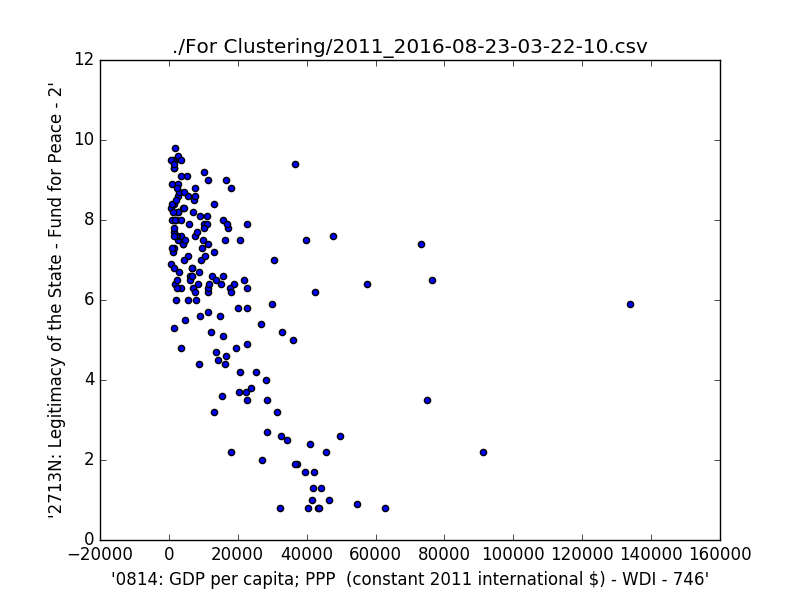 ./For Clustering/2011_2016-08-23-03-22-10.csv
'2713N: Legitimacy of the State - Fund for Peace - 2'
12
10
8
6
4
2
0
−20000 0 20000 40000 60000 80000 100000 120000 140000 160000
'0814: GDP per capita; PPP  (constant 2011 international $) - WDI - 746'